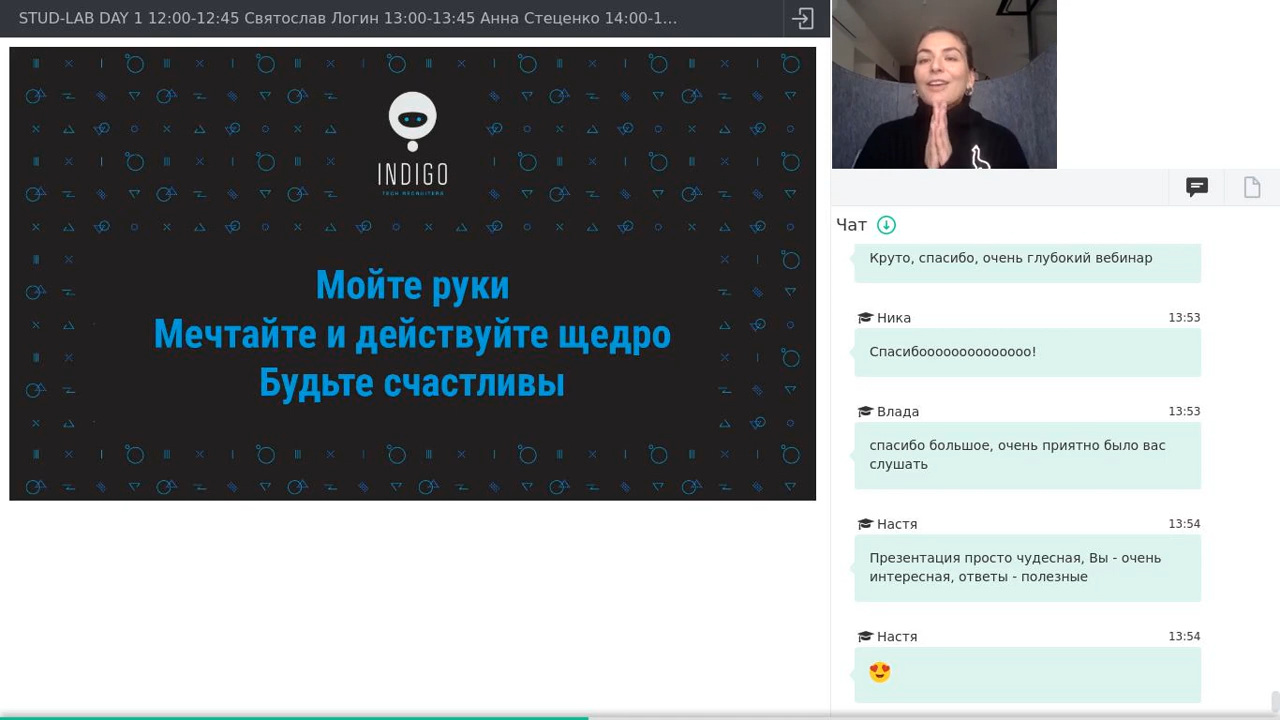 STUD-LAB DAY 1 12:00-12:45 Святослав Логин 13:00-13:45 Анна Стеценко 14:00-1...
INDIGO
TECH RECRUITERS
Мойте руки
Мечтайте и действуйте щедро
Будьте счастливы
Чат
Круто, спасибо, очень глубокий вебинар
Ника 13:53
Спасибооооооооооооооо!
Влада 13:53
спасибо большое, очень приятно было вас
слушать
Настя 13:54
Презентация просто чудесная, Вы - очень
интересная, ответы - полезные
Настя 13:54